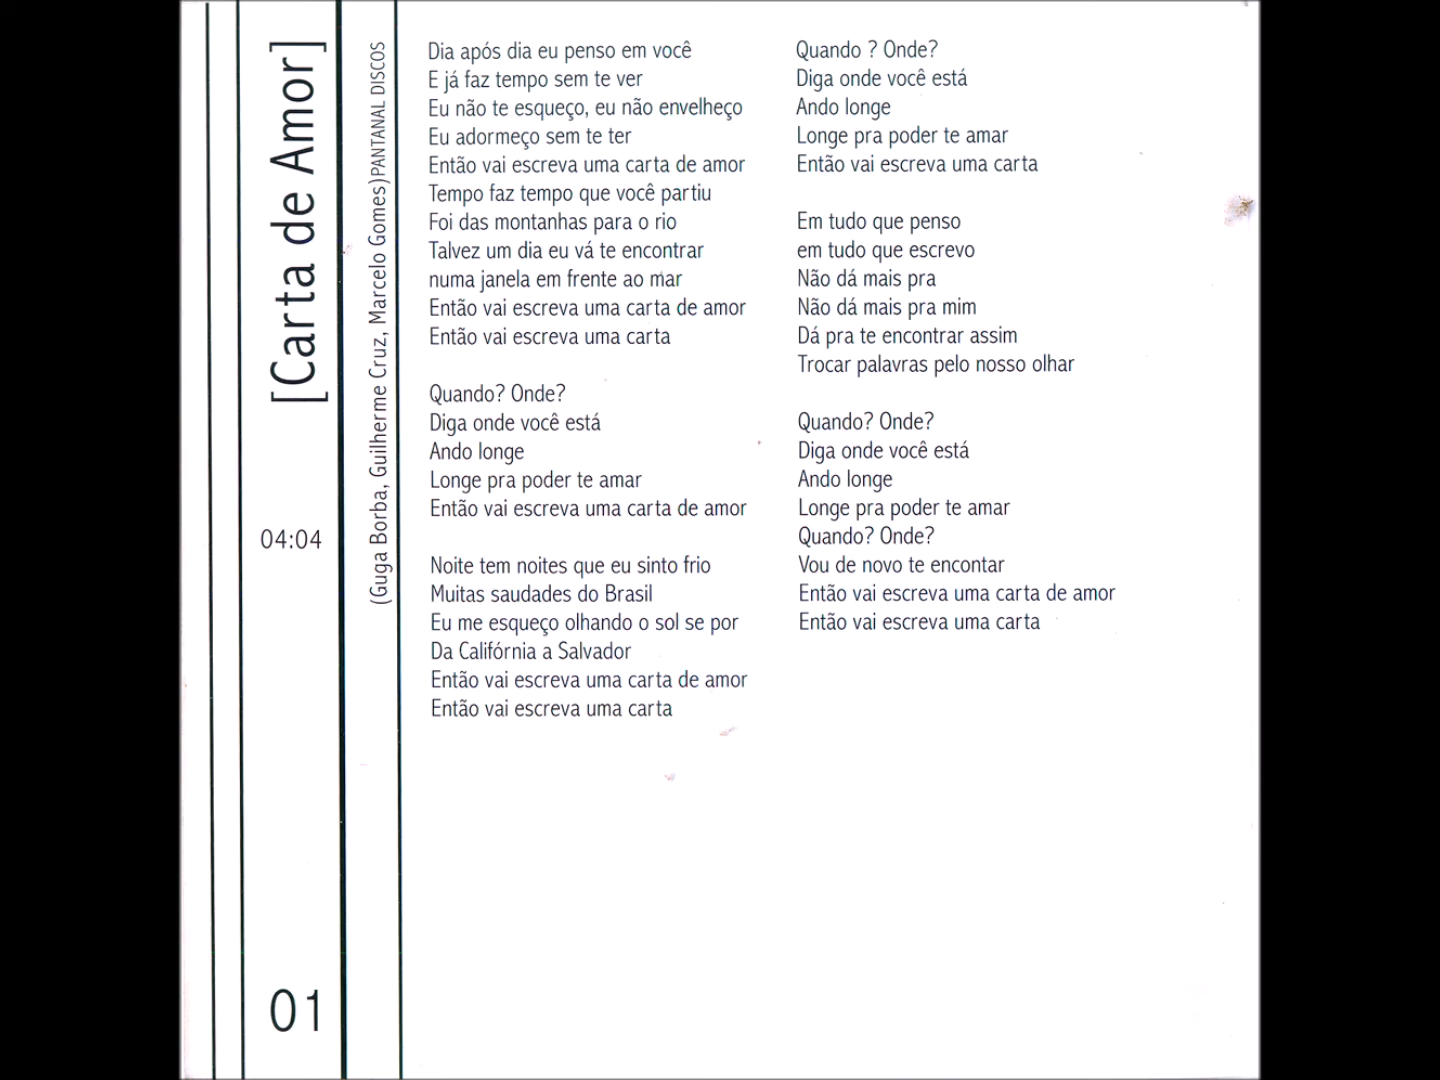 [Carta de Amor]
04:04
01
(Guga Borba, Guilherme Cruz, Marcelo Gomes)PANTANAL DISCOS
Dia após dia eu penso em você
E já faz tempo sem te ver
Eu não te esqueço, eu não envelheço
Eu adormeço sem te ter
Então vai escreva uma carta de amor
Tempo faz tempo que você partiu
Foi das montanhas para o rio
Talvez um dia eu vá te encontrar
numa janela em frente ao mar
Então vai escreva uma carta de amor
Então vai escreva uma carta
Quando? Onde?
Diga onde você está
Ando longe
Longe pra poder te amar
Então vai escreva uma carta de amor
Noite tem noites que eu sinto frio
Muitas saudades do Brasil
Eu me esqueço olhando o sol se por
Da Califórnia a Salvador
Então vai escreva uma carta de amor
Então vai escreva uma carta
Quando ? Onde?
Diga onde você está
Ando longe
Longe pra poder te amar
Então vai escreva uma carta
Em tudo que penso
em tudo que escrevo
Não dá mais pra
Não dá mais pra mim
Dá pra te encontrar assim
Trocar palavras pelo nosso olhar
Quando? Onde?
Diga onde você está
Ando longe
Longe pra poder te amar
Quando? Onde?
Vou de novo te encontar
Então vai escreva uma carta de amor
Então vai escreva uma carta